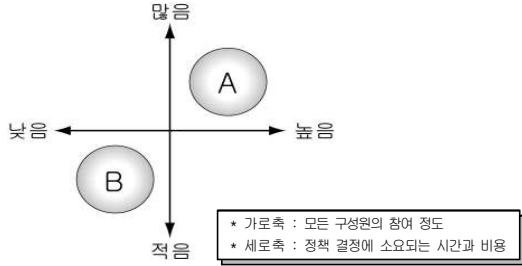 많음
A
낮음
높음
B
적음
* 가로축 : 모든 구성원의 참여 정도
* 세로축 : 정책 결정에 소요되는 시간과 비용